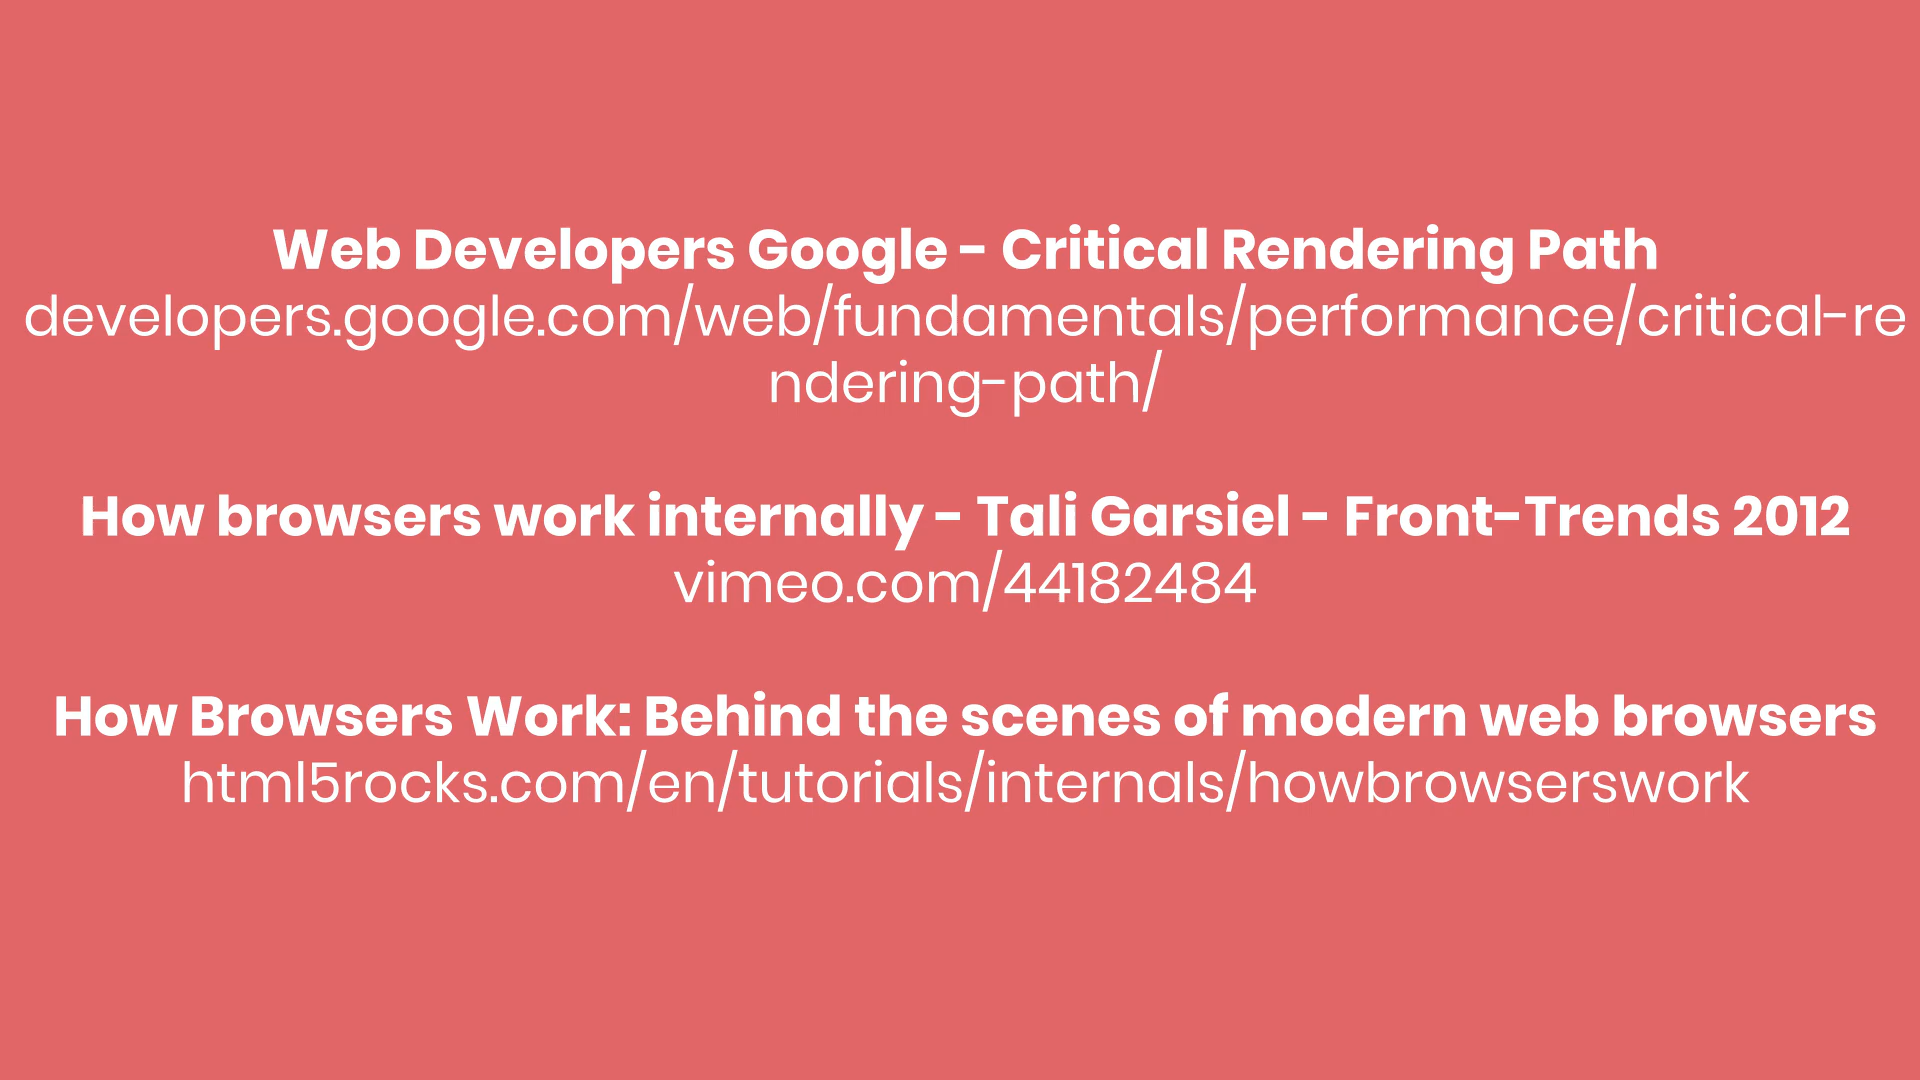 Web Developers Google - Critical Rendering Path
developers.google.com/web/fundamentals/performance/critical-re
ndering-path/
How browsers work internally - Tali Garsiel - Front-Trends 2012
vimeo.com/44182484
How Browsers Work: Behind the scenes of modern web browsers
html5rocks.com/en/tutorials/internals/howbrowserswork